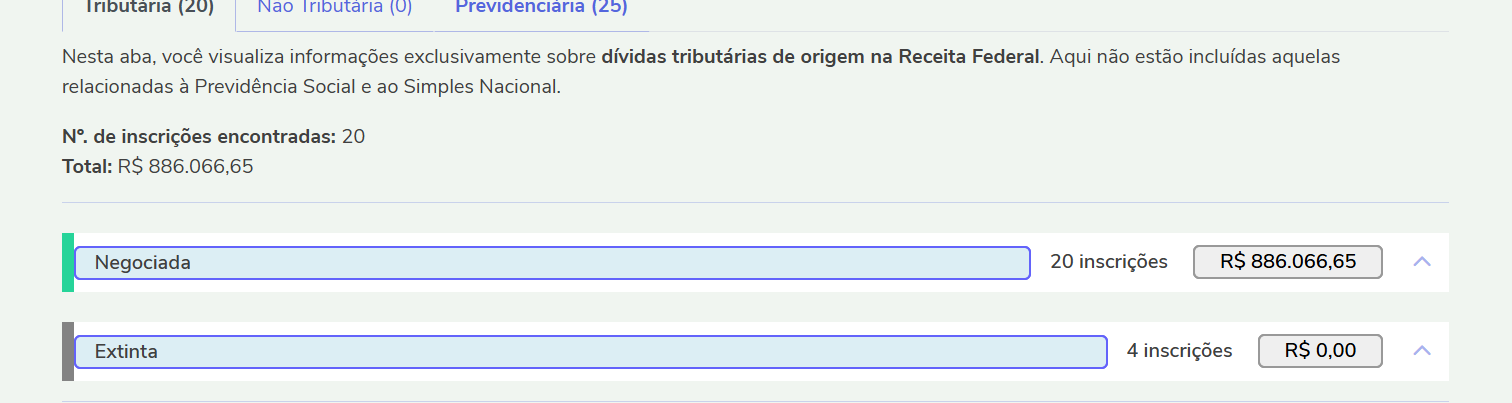 Tributária (20) Não Tributária (0) Previdenciária (25)
Nesta aba, você visualiza informações exclusivamente sobre dívidas tributárias de origem na Receita Federal. Aqui não estão incluídas aquelas
relacionadas à Previdência Social e ao Simples Nacional.
Nº. de inscrições encontradas: 20
Total: R$ 886.066,65
Negociada 20 inscrições R$ 886.066,65
Extinta 4 inscrições R$ 0,00